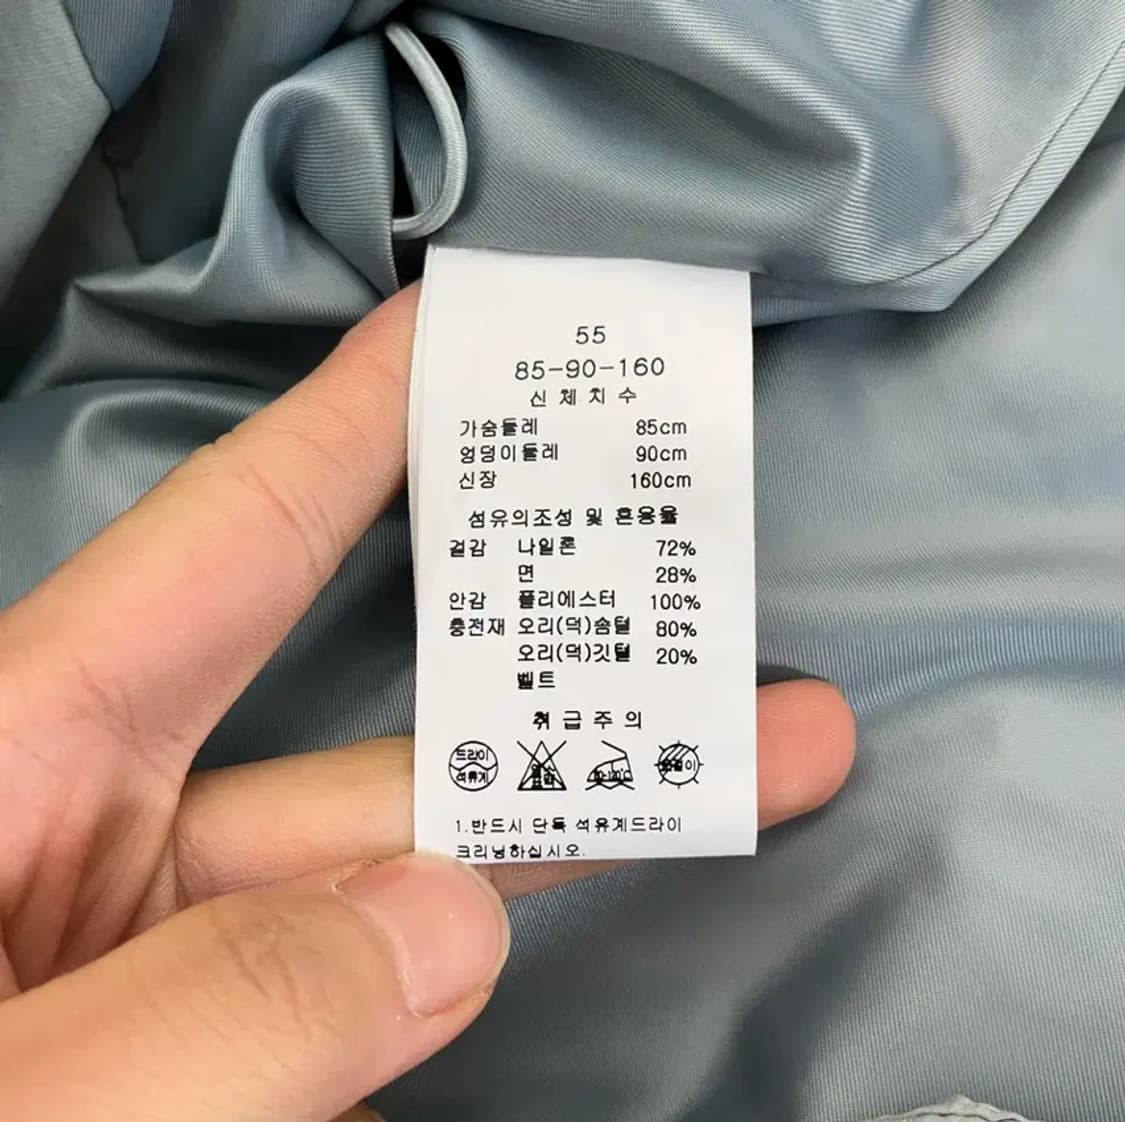 55
85-90-160
신체치수
가슴둘레 85cm
엉덩이둘레 90cm
신장 160cm
섬유의조성 및 혼용율
겉감 나일론 72%
면 28%
안감 폴리에스터 100%
충전재 오리(덕)솜털 80%
오리(덕)깃털 20%
벨트
취급주의
드라이
석유계
1.반드시 단독 석유계드라이
크리닝하십시오.